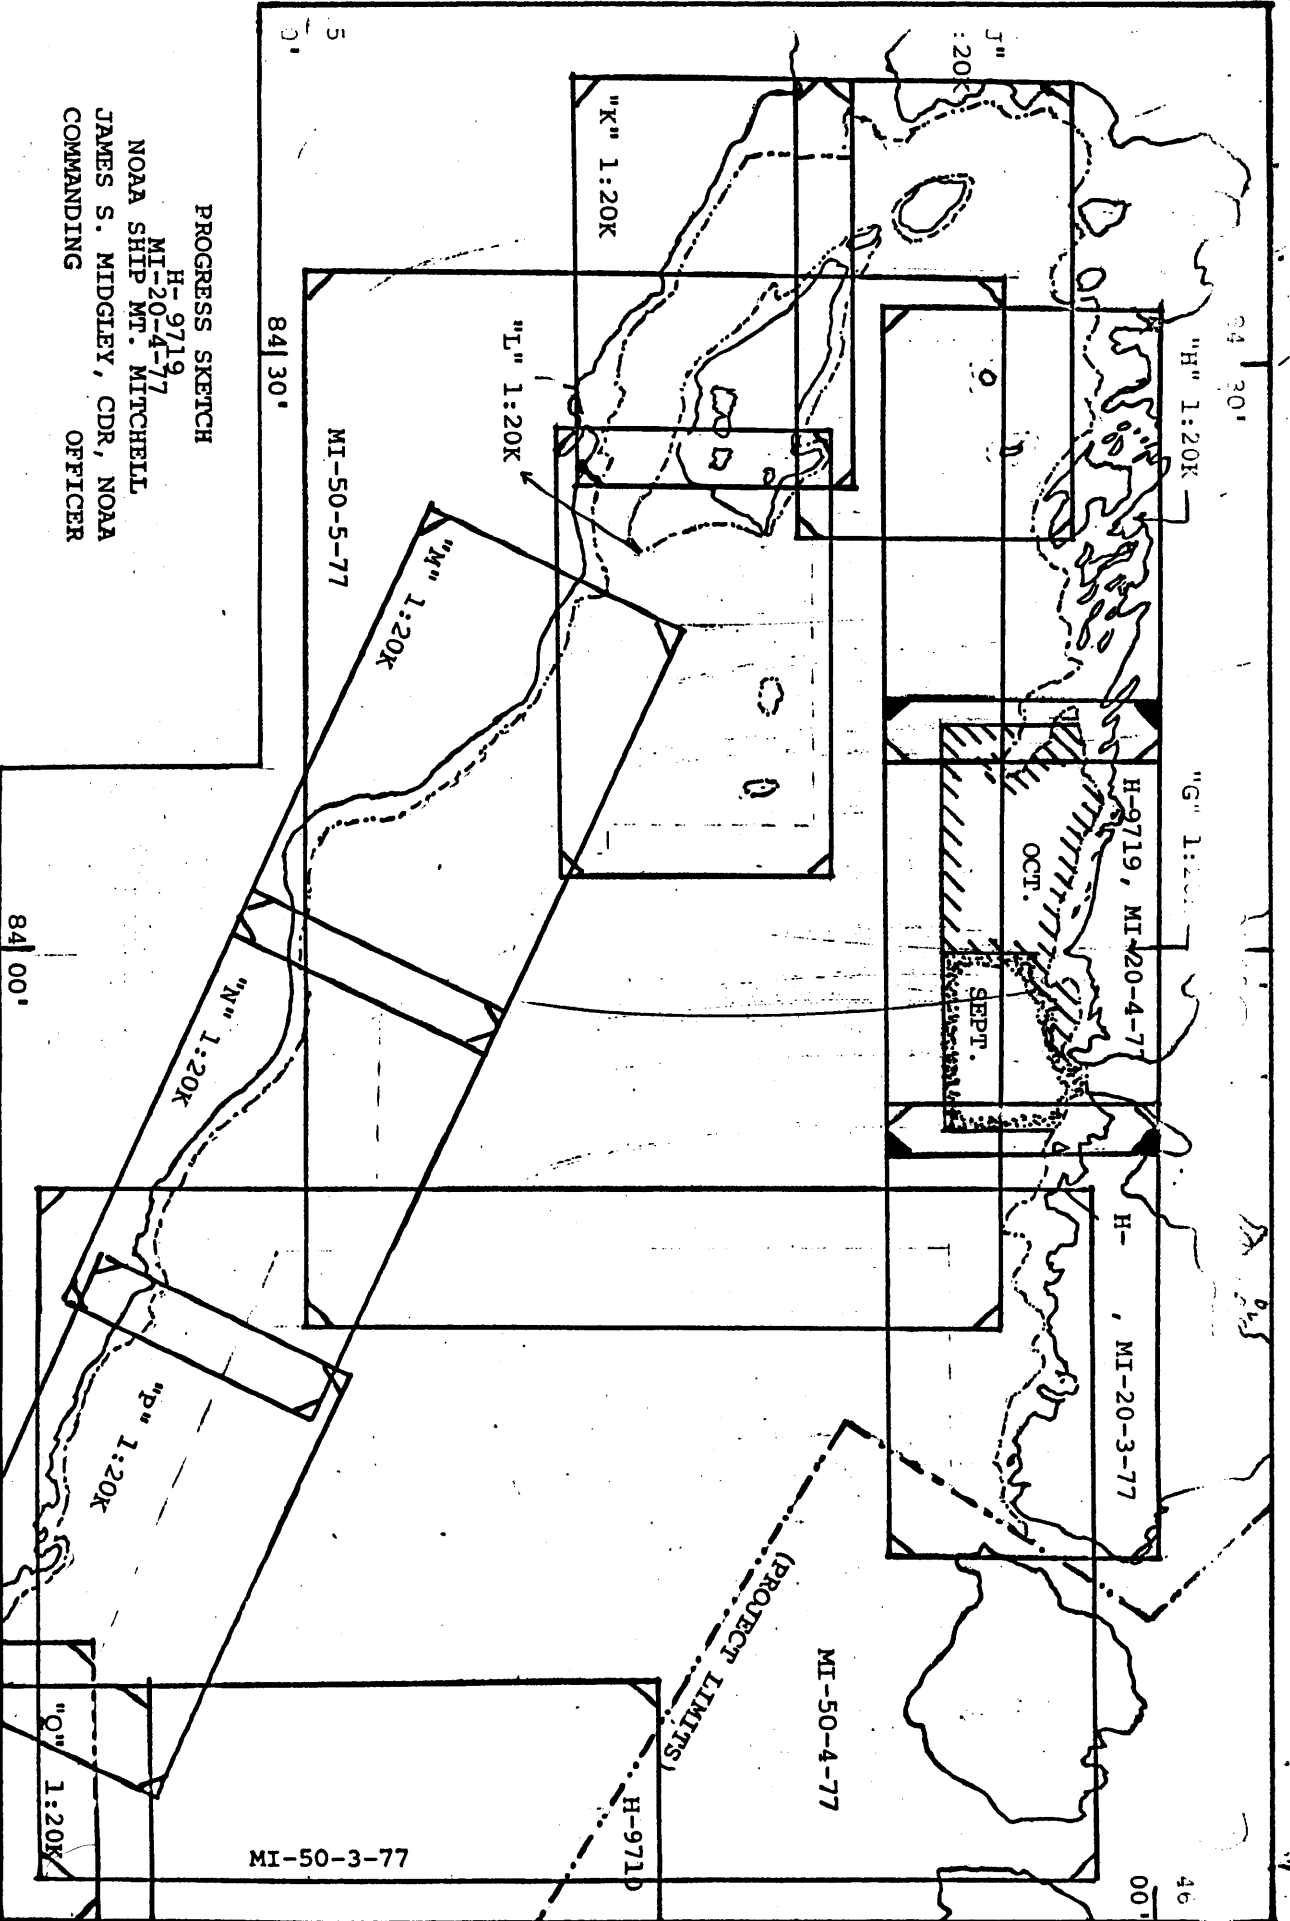 PROGRESS SKETCH
H-9719
MI-20-4-77
NOAA SHIP MT. MITCHELL
JAMES S. MIDGLEY, CDR, NOAA
COMMANDING OFFICER
J"
:20K
"K" 1:20K
"H" 1:20K
30'
84 30'
"L" 1:20K
MI-50-5-77
"M" 1:20K
"G"
H-9719, MI-20-4-77
OCT.
SEPT.
84 00'
"N" 1:20K
H- , MI-20-3-77
"P" 1:20K
(PROJECT LIMITS)
MI-50-4-77
"Q" 1:20K
MI-50-3-77
H-9710
46
00'